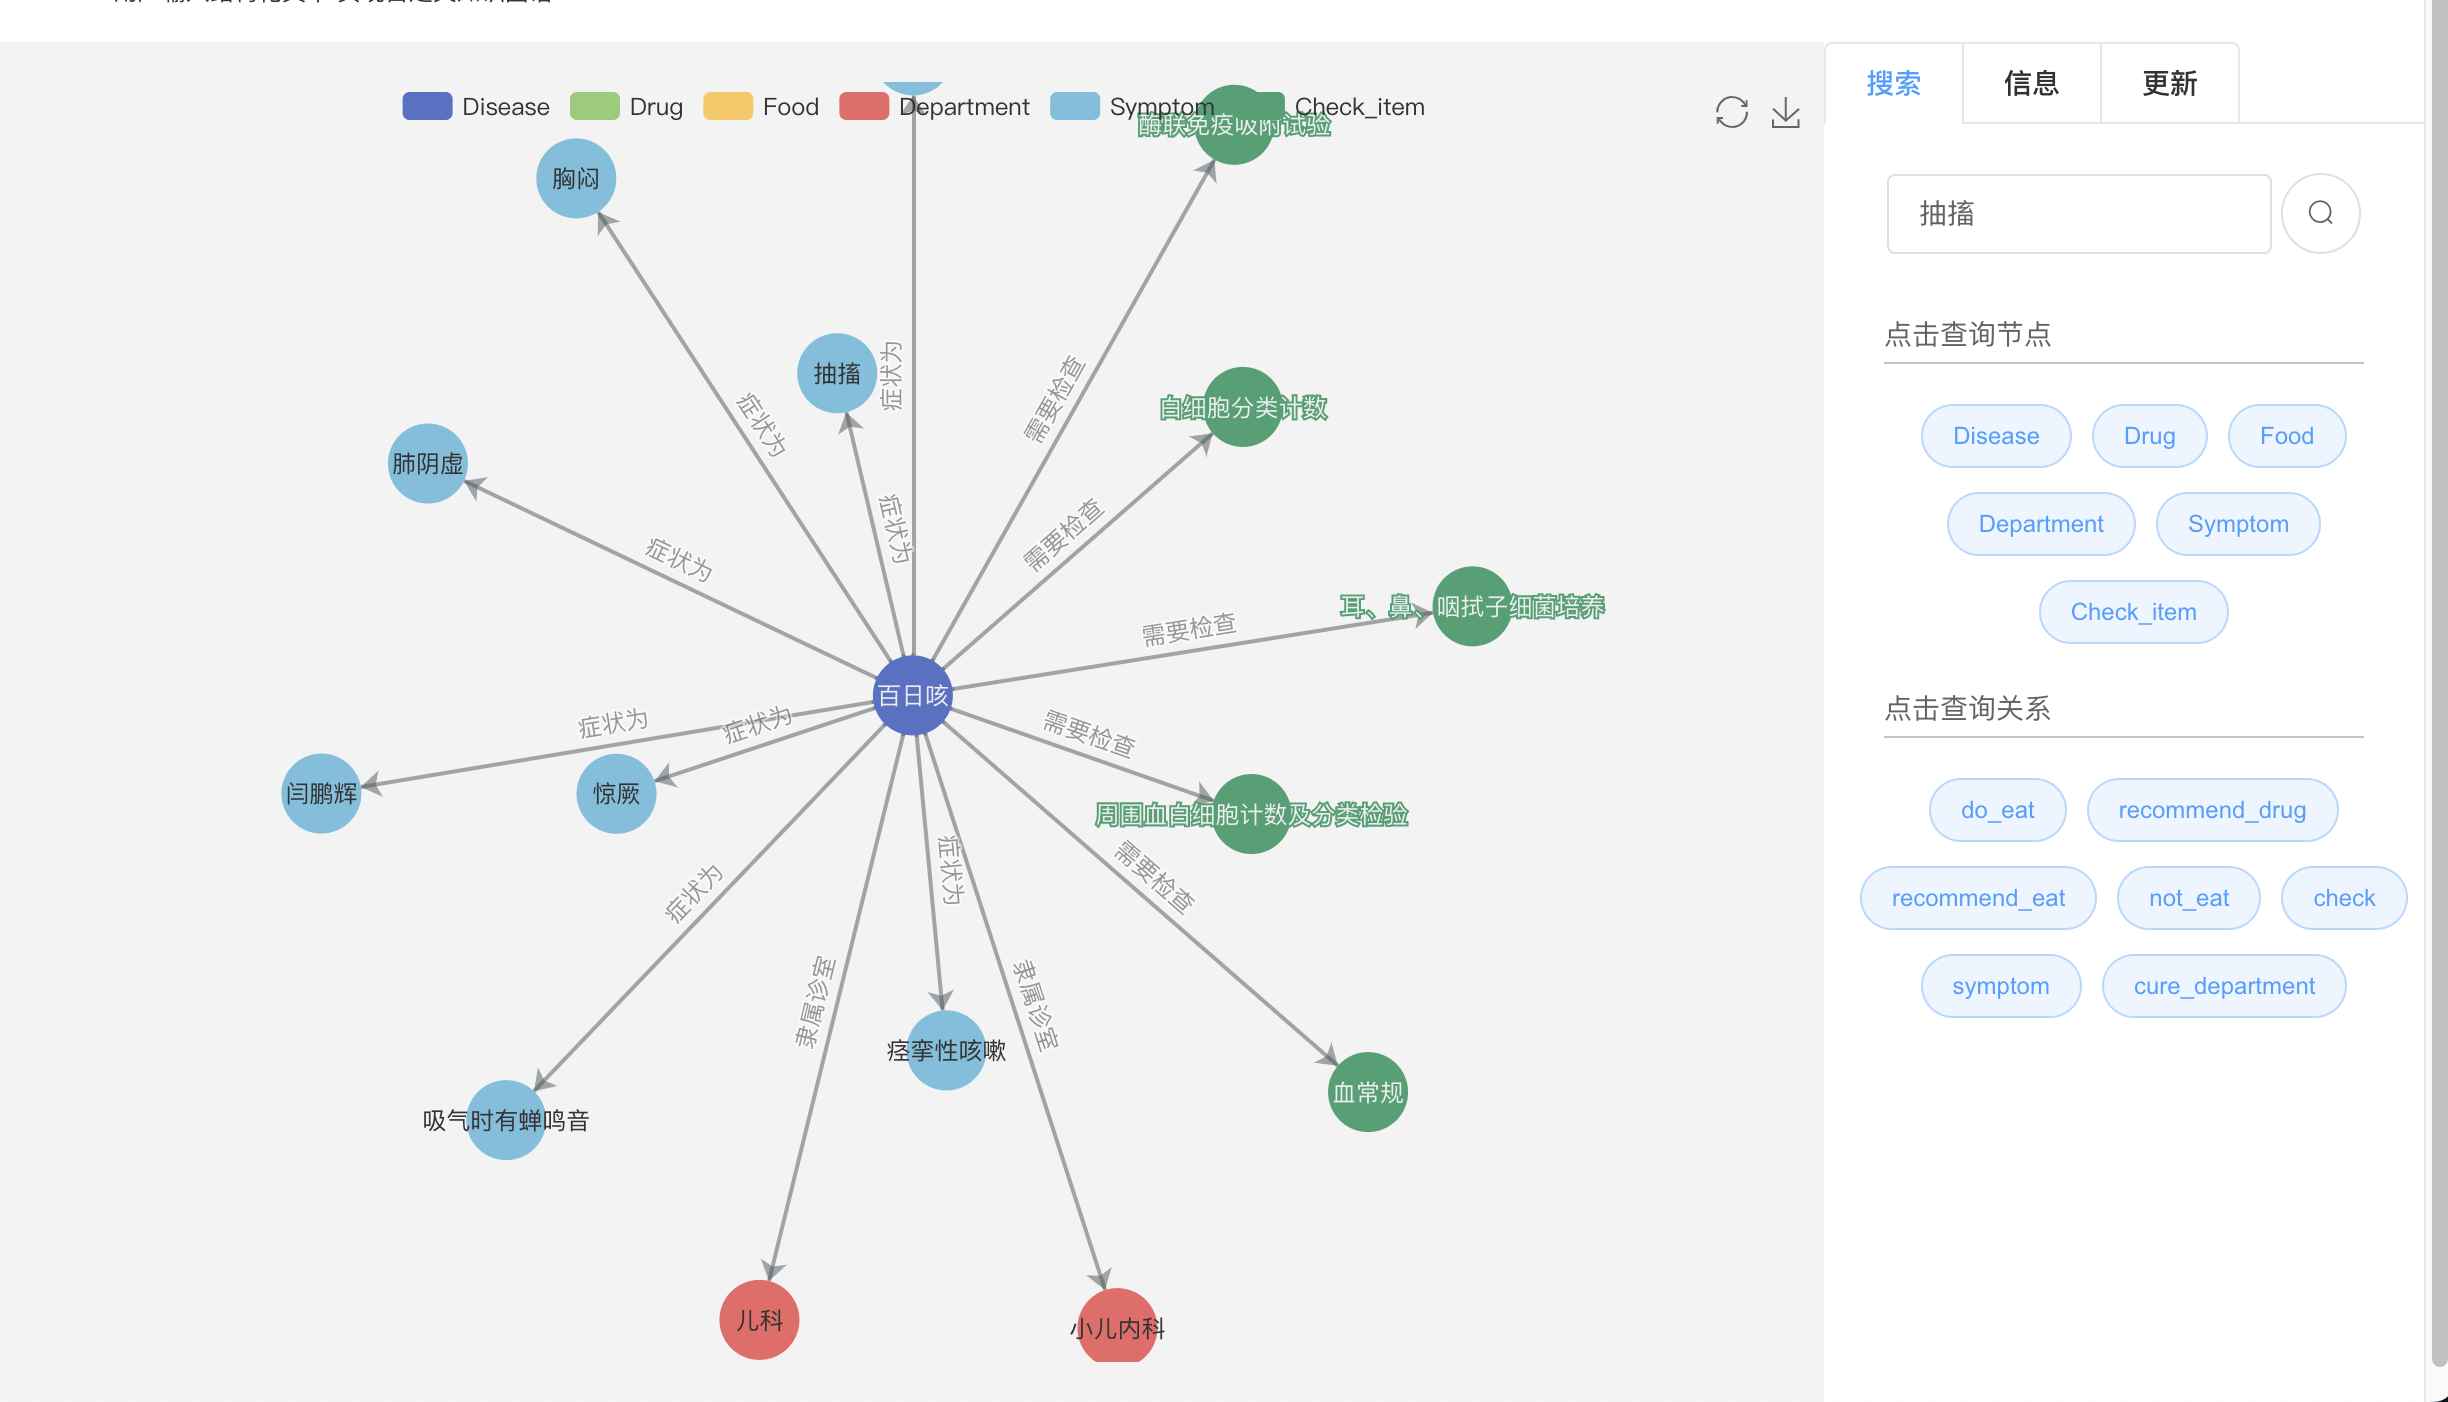 Disease Drug Food Department Symptom Check_item
酶联免疫吸附试验
胸闷
抽搐
症状为
需要检查
症状为
白细胞分类计数
肺阴虚
症状为
需要检查
症状为
耳、鼻、咽拭子细菌培养
需要检查
百日咳
症状为
症状为
需要检查
闫鹏辉
惊厥
周围血白细胞计数及分类检验
症状为
症状为
需要检查
隶属诊室
隶属诊室
痉挛性咳嗽
血常规
吸气时有蝉鸣音
儿科
小儿内科
搜索 信息 更新
抽搐
点击查询节点
Disease Drug Food
Department Symptom
Check_item
点击查询关系
do_eat recommend_drug
recommend_eat not_eat check
symptom cure_department